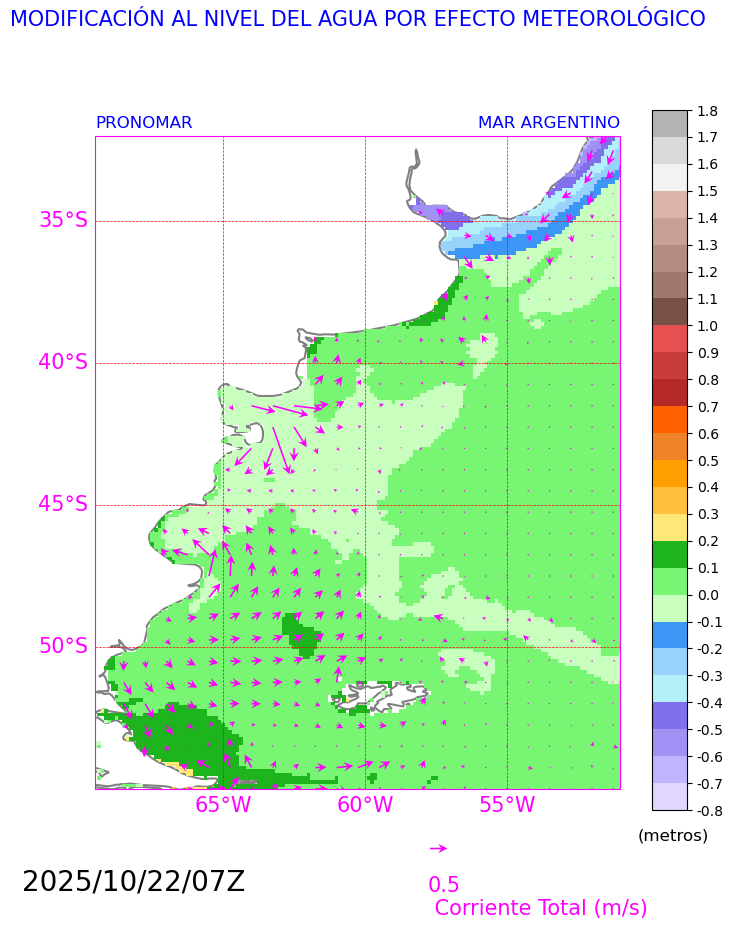 MODIFICACIÓN AL NIVEL DEL AGUA POR EFECTO METEOROLÓGICO
PRONOMAR MAR ARGENTINO
1.8
1.7
1.6
1.5
1.4
1.3
1.2
1.1
1.0
0.9
0.8
0.7
0.6
0.5
0.4
0.3
0.2
0.1
0.0
-0.1
-0.2
-0.3
-0.4
-0.5
-0.6
-0.7
-0.8
(metros)
35°S
40°S
45°S
50°S
65°W 60°W 55°W
2025/10/22/07Z
0.5
Corriente Total (m/s)